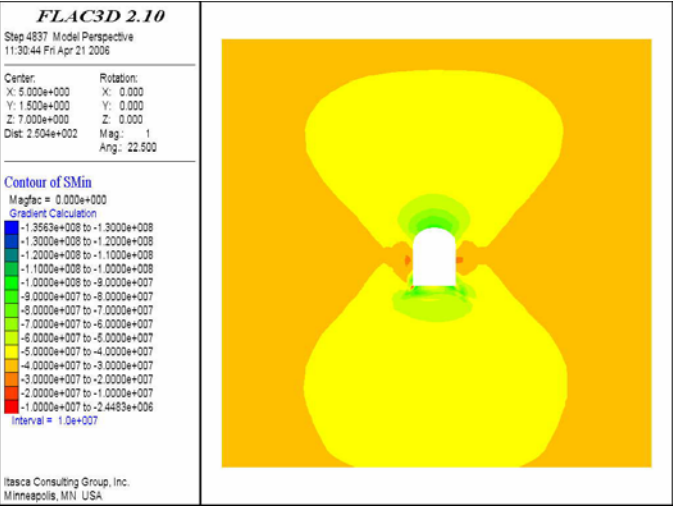 FLAC3D 2.10
Step 4837 Model Perspective
11:30:44 Fri Apr 21 2006
Center: Rotation:
X: 5.000e+000 X: 0.000
Y: 1.500e+000 Y: 0.000
Z: 7.000e+000 Z: 0.000
Dist: 2.504e+002 Mag.: 1
Ang.: 22.500
Contour of SMin
Magfac = 0.000e+000
Gradient Calculation
-1.3563e+008 to -1.3000e+008
-1.3000e+008 to -1.2000e+008
-1.2000e+008 to -1.1000e+008
-1.1000e+008 to -1.0000e+008
-1.0000e+008 to -9.0000e+007
-9.0000e+007 to -8.0000e+007
-8.0000e+007 to -7.0000e+007
-7.0000e+007 to -6.0000e+007
-6.0000e+007 to -5.0000e+007
-5.0000e+007 to -4.0000e+007
-4.0000e+007 to -3.0000e+007
-3.0000e+007 to -2.0000e+007
-2.0000e+007 to -1.0000e+007
-1.0000e+007 to -2.4483e+006
Interval = 1.0e+007
Itasca Consulting Group, Inc.
Minneapolis, MN USA